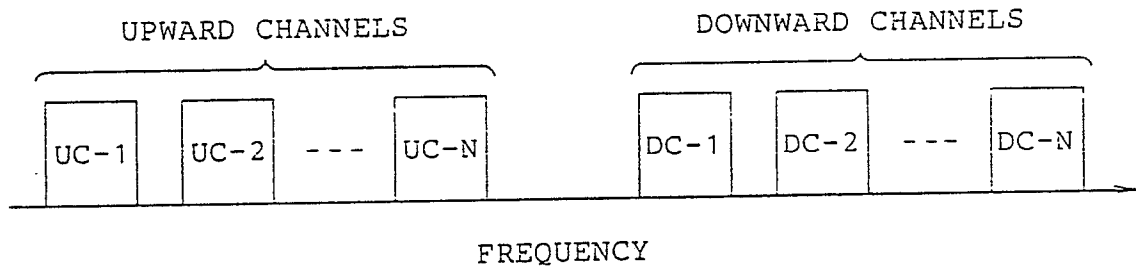 UPWARD CHANNELS
DOWNWARD CHANNELS
UC-1 UC-2 --- UC-N DC-1 DC-2 --- DC-N
FREQUENCY